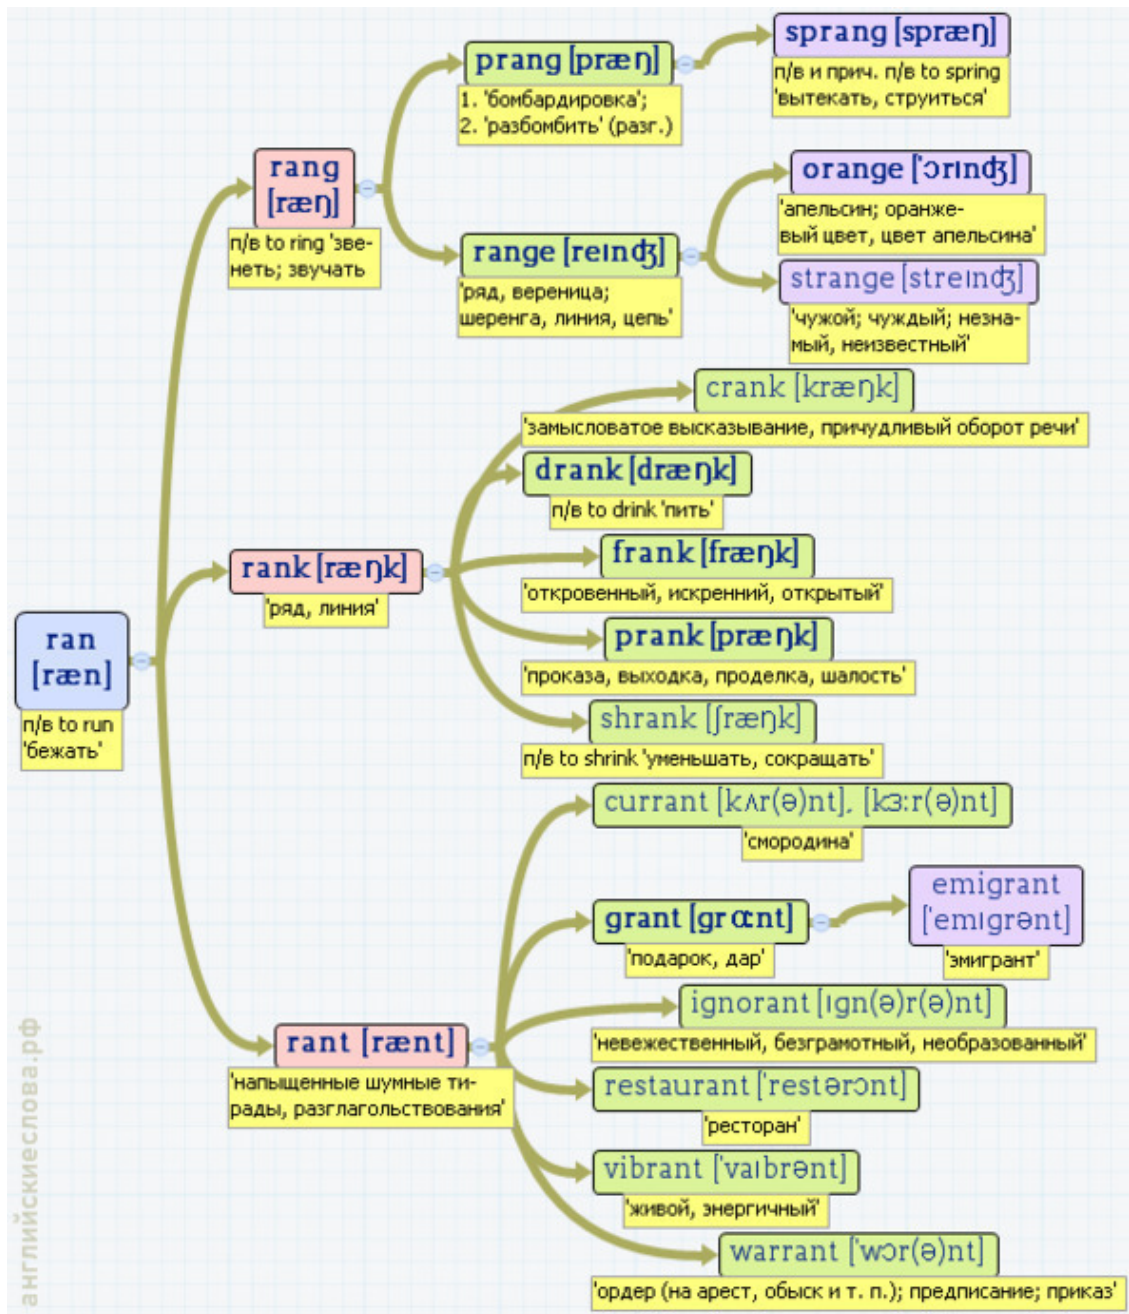 prang [præŋ]
1. 'бомбардировка';
2. 'разбомбить' (разг.)
sprang [spræŋ]
п/в и прич. п/в to spring
'вытекать, струиться'
rang
[ræŋ]
п/в to ring 'зве-
неть; звучать
range [reɪnʤ]
'ряд, вереница;
шеренга, линия, цепь'
orange ['ɔrɪnʤ]
'апельсин; оранже-
вый цвет, цвет апельсина'
strange [streɪnʤ]
'чужой; чуждый; незна-
мый, неизвестный'
crank [kræŋk]
'замысловатое высказывание, причудливый оборот речи'
drank [dræŋk]
п/в to drink 'пить'
rank [ræŋk]
'ряд, линия'
frank [fræŋk]
'откровенный, искренний, открытый'
prank [præŋk]
'проказа, выходка, проделка, шалость'
shrank [ʃræŋk]
п/в to shrink 'уменьшать, сокращать'
ran
[ræn]
п/в to run
'бежать'
currant [kʌr(ə)nt], [kɜ:r(ə)nt]
'смородина'
grant [grɑ:nt]
'подарок, дар'
emigrant
['emɪgrənt]
'эмигрант'
rant [rænt]
'напыщенные шумные ти-
рады, разглагольствования'
ignorant [ɪgn(ə)r(ə)nt]
'невежественный, безграмотный, необразованный'
restaurant ['restərɔnt]
'ресторан'
vibrant ['vaɪbrənt]
'живой, энергичный'
warrant ['wɔr(ə)nt]
'ордер (на арест, обыск и т. п.); предписание; приказ'
английскиеслова.рф